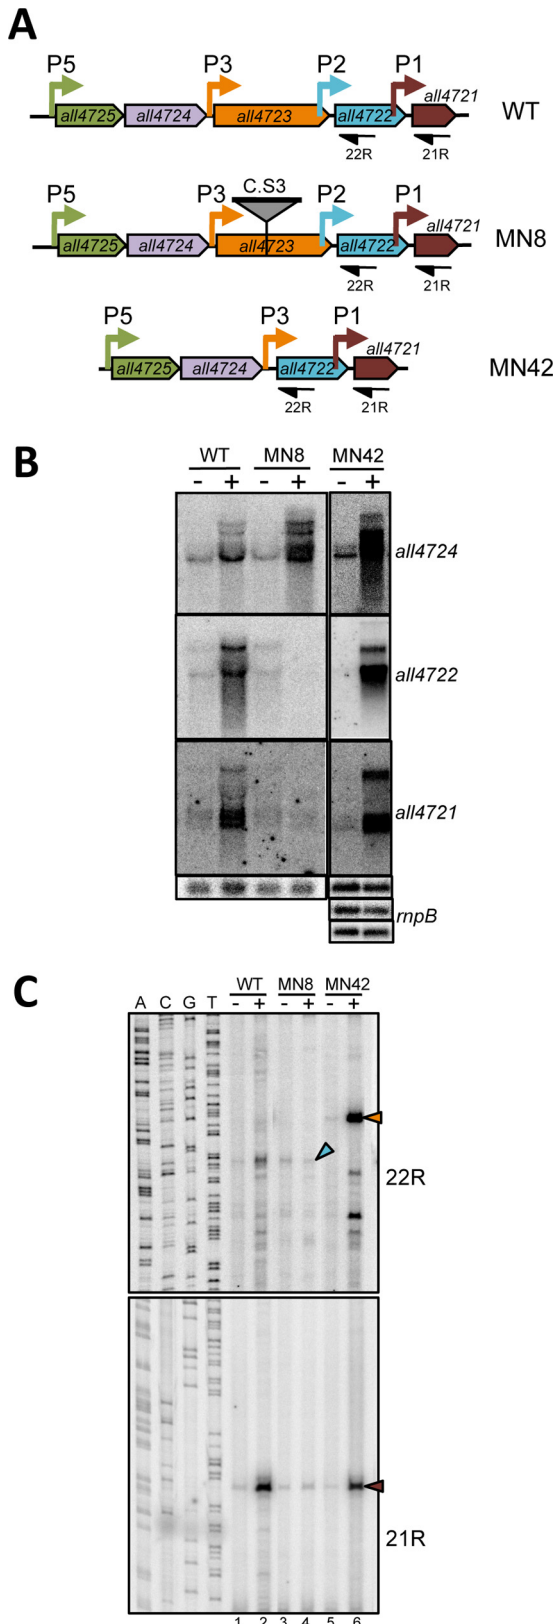 A
P5 P3 P2 P1
all4725 all4724 all4723 all4722 all4721 WT
22R 21R
C.S3
P5 P3 P2 P1
all4725 all4724 all4723 all4722 all4721 MN8
22R 21R
P5 P3 P1
all4725 all4724 all4722 all4721 MN42
22R 21R
B
WT MN8 MN42
- + - + - +
all4724
all4722
all4721
rnpB
C
WT MN8 MN42
A C G T - + - + - +
22R
21R
1 2 3 4 5 6